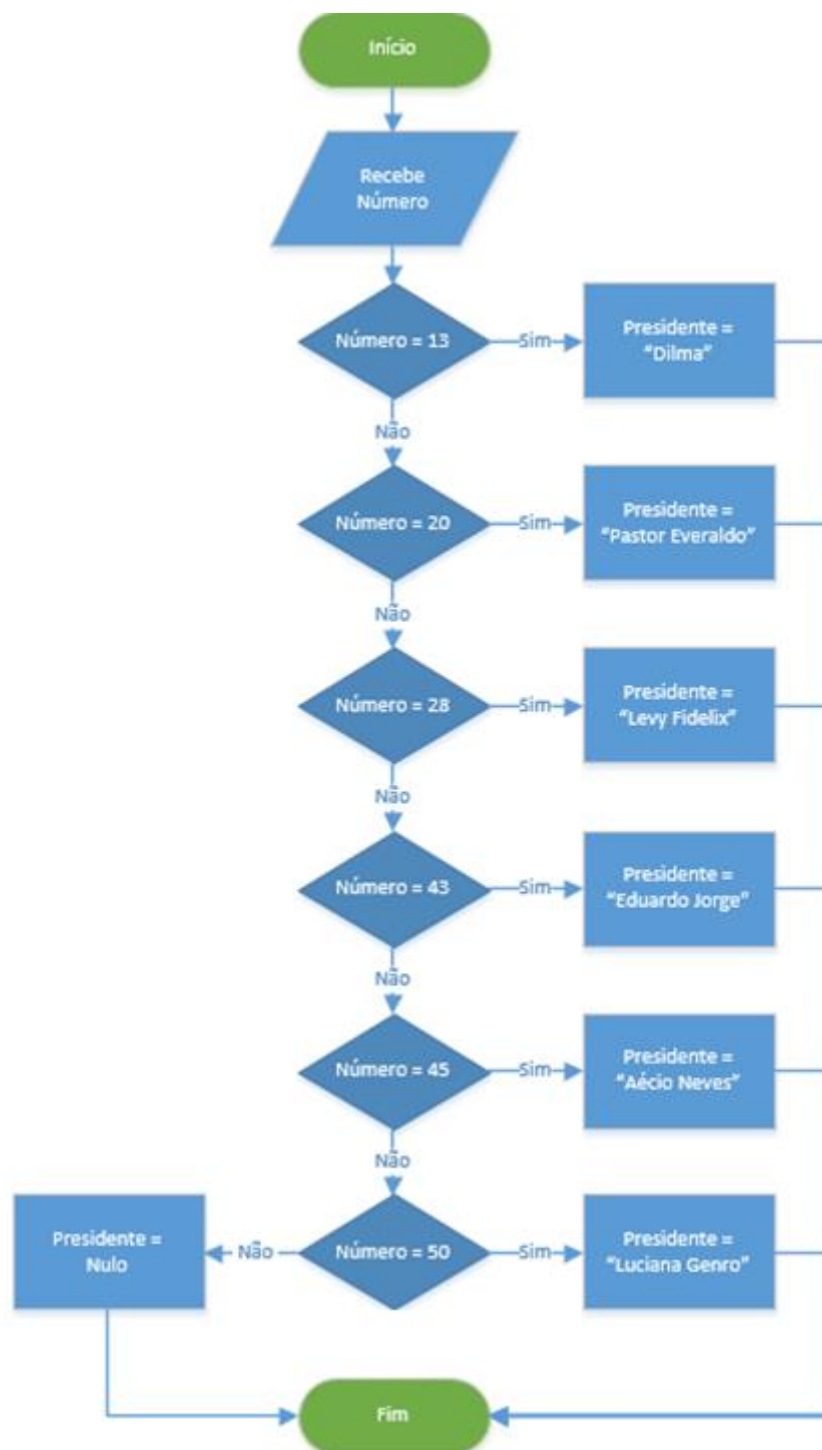 Início
Recebe
Número
Número = 13
Sim
Presidente =
“Dilma”
Não
Número = 20
Sim
Presidente =
“Pastor Everaldo”
Não
Número = 28
Sim
Presidente =
“Levy Fidelix”
Não
Número = 43
Sim
Presidente =
“Eduardo Jorge”
Não
Número = 45
Sim
Presidente =
“Aécio Neves”
Não
Presidente =
Nulo
Não
Número = 50
Sim
Presidente =
“Luciana Genro”
Fim